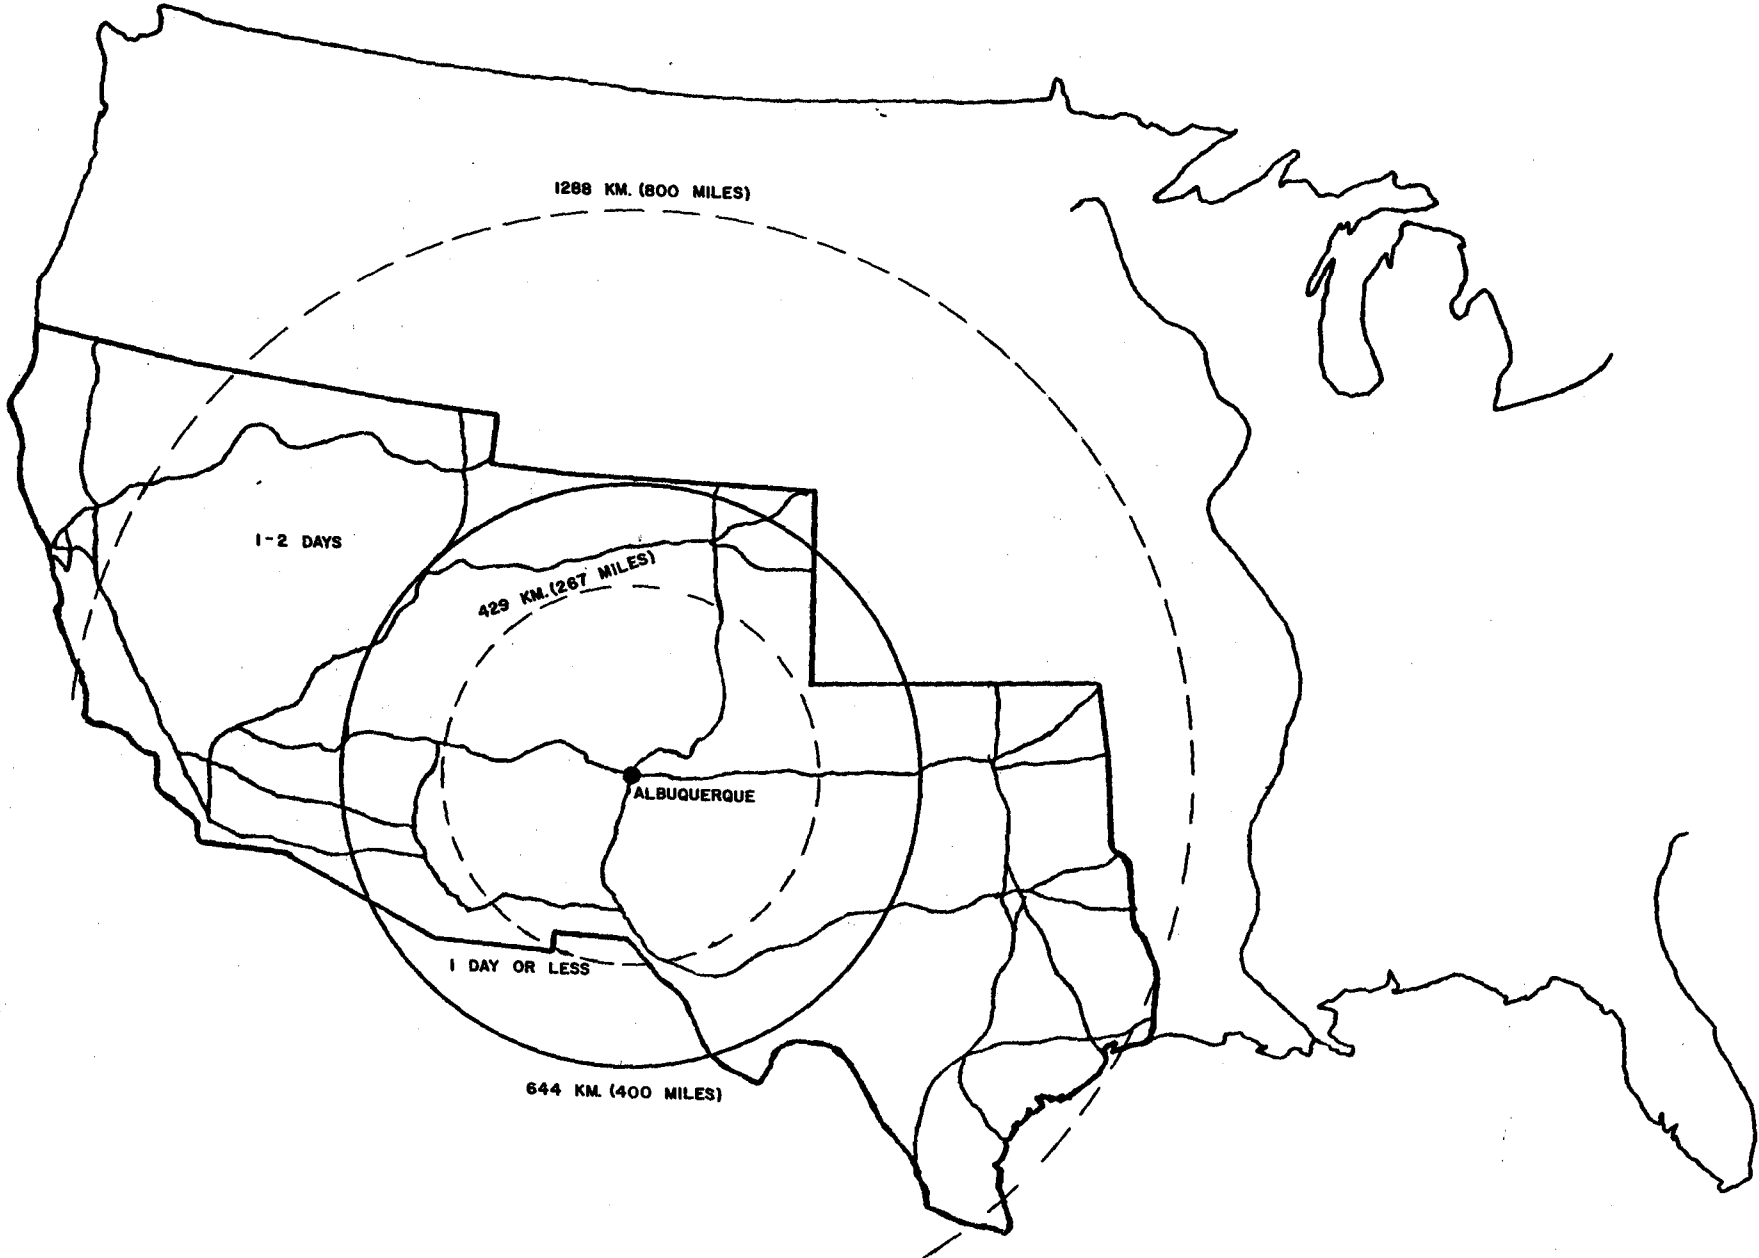 1288 KM. (800 MILES)
1-2 DAYS
429 KM. (267 MILES)
ALBUQUERQUE
1 DAY OR LESS
644 KM. (400 MILES)